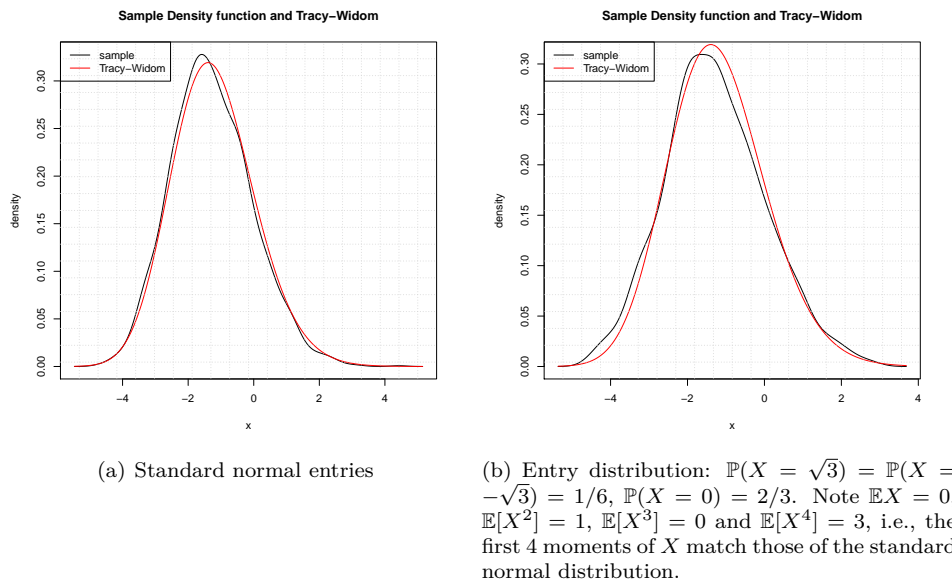 Sample Density function and Tracy−Widom
sample
Tracy−Widom
density
0.00 0.05 0.10 0.15 0.20 0.25 0.30
−4 −2 0 2 4
x
(a) Standard normal entries
Sample Density function and Tracy−Widom
sample
Tracy−Widom
density
0.00 0.05 0.10 0.15 0.20 0.25 0.30
−4 −2 0 2 4
x
(b) Entry distribution: ℙ(X = √3) = ℙ(X =
−√3) = 1/6, ℙ(X = 0) = 2/3. Note 𝔼X = 0
𝔼[X²] = 1, 𝔼[X³] = 0 and 𝔼[X⁴] = 3, i.e., the
first 4 moments of X match those of the standard
normal distribution.